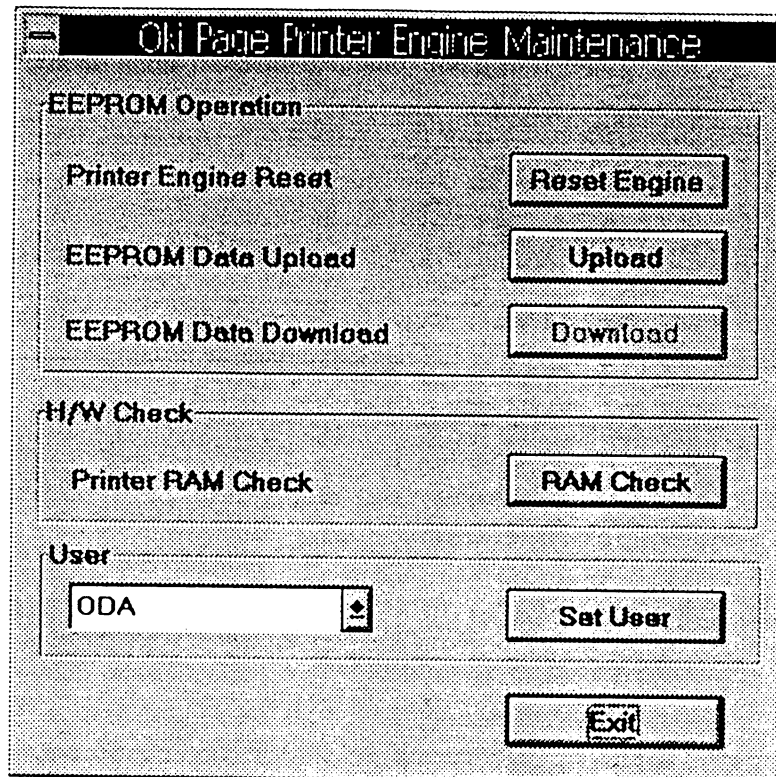 Oki Page Printer Engine Maintenance
EEPROM Operation
Printer Engine Reset Reset Engine
EEPROM Data Upload Upload
EEPROM Data Download Download
H/W Check
Printer RAM Check RAM Check
User
ODA Set User
Exit